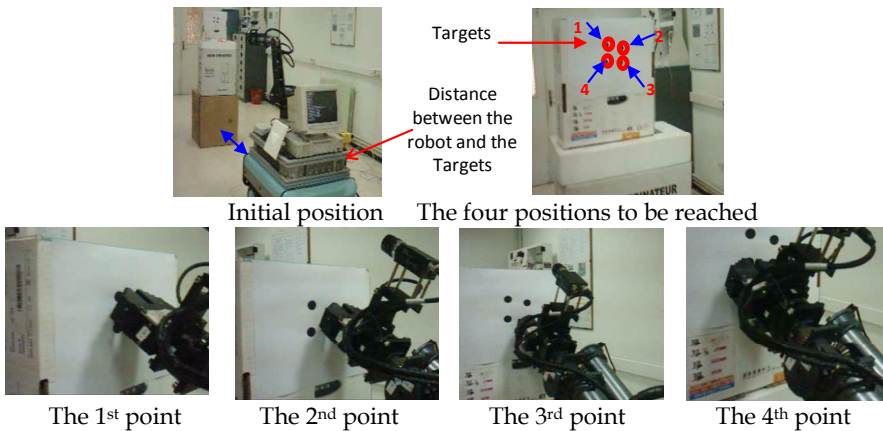 Targets
1
2
4
3
Distance
between the
robot and the
Targets
INATEUR
Initial position
The four positions to be reached
The 1st point
The 2nd point
The 3rd point
The 4th point